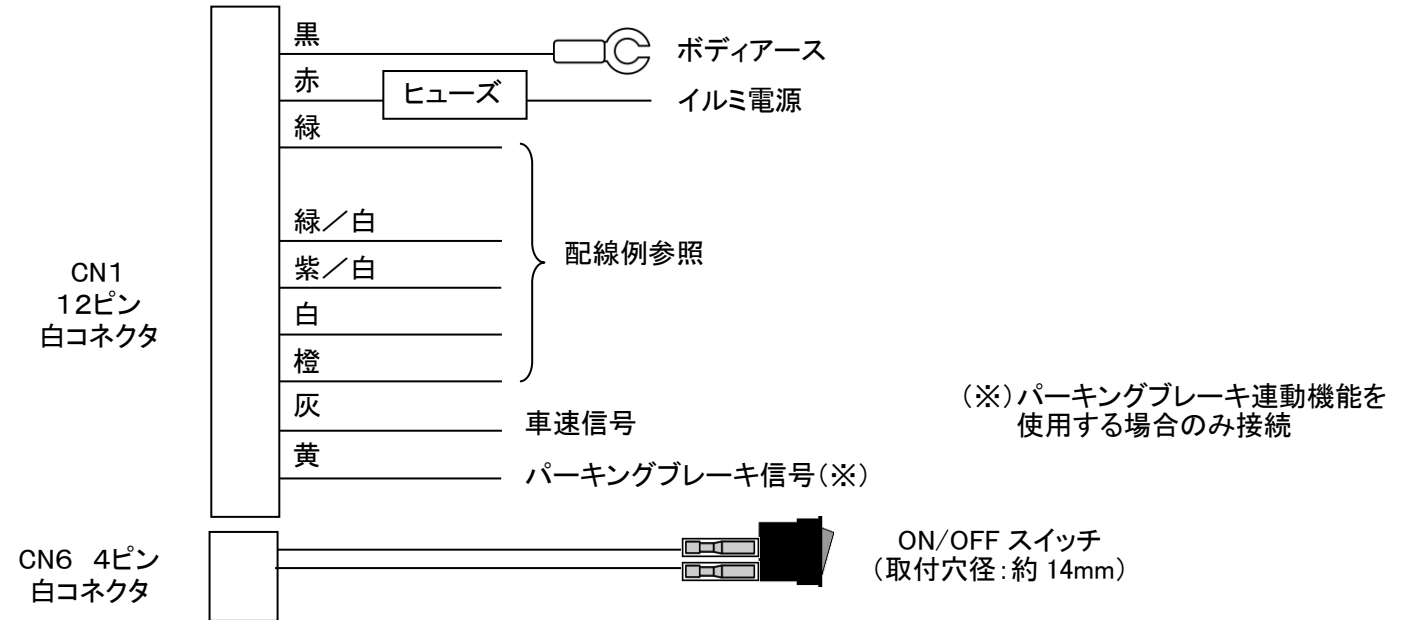 黒
ボディアース
赤
ヒューズ
イルミ電源
緑
緑／白
配線例参照
紫／白
CN1
12ピン
白コネクタ
白
橙
灰
車速信号
(※)パーキングブレーキ連動機能を
使用する場合のみ接続
黄
パーキングブレーキ信号(※)
CN6 4ピン
白コネクタ
ON/OFF スイッチ
(取付穴径:約 14mm)